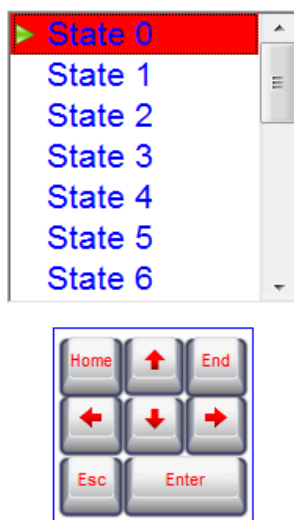 State 0
State 1
State 2
State 3
State 4
State 5
State 6
Home End
Esc Enter